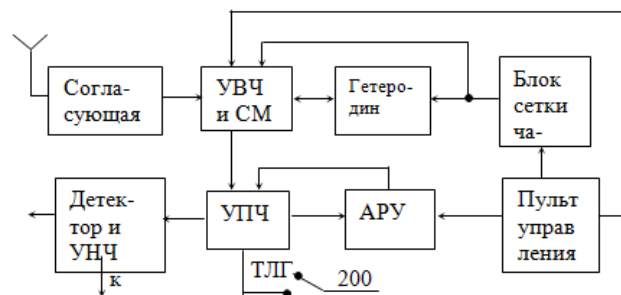 Согла-
сующая
УВЧ
и СМ
Гетеро-
дин
Блок
сетки
ча-
Детек-
тор и
УНЧ
к
УПЧ
АРУ
Пульт
управ
ления
ТЛГ
200